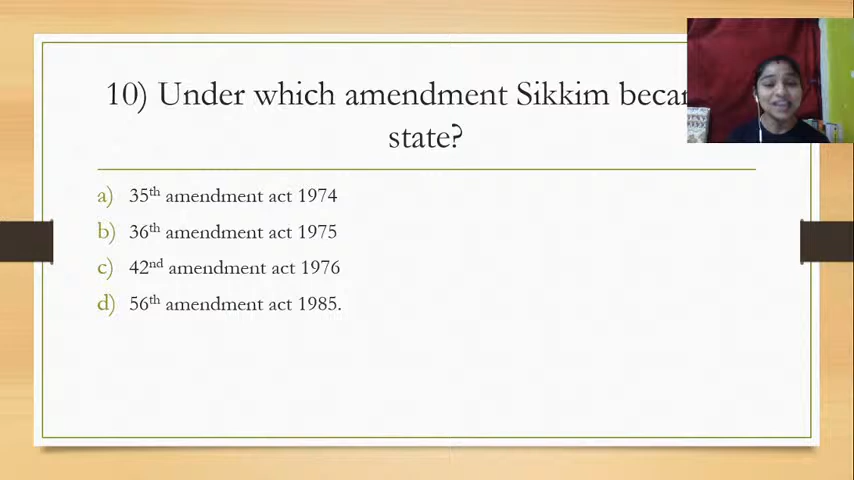 10) Under which amendment Sikkim
state?
a) 35th amendment act 1974
b) 36th amendment act 1975
c) 42nd amendment act 1976
d) 56th amendment act 1985.